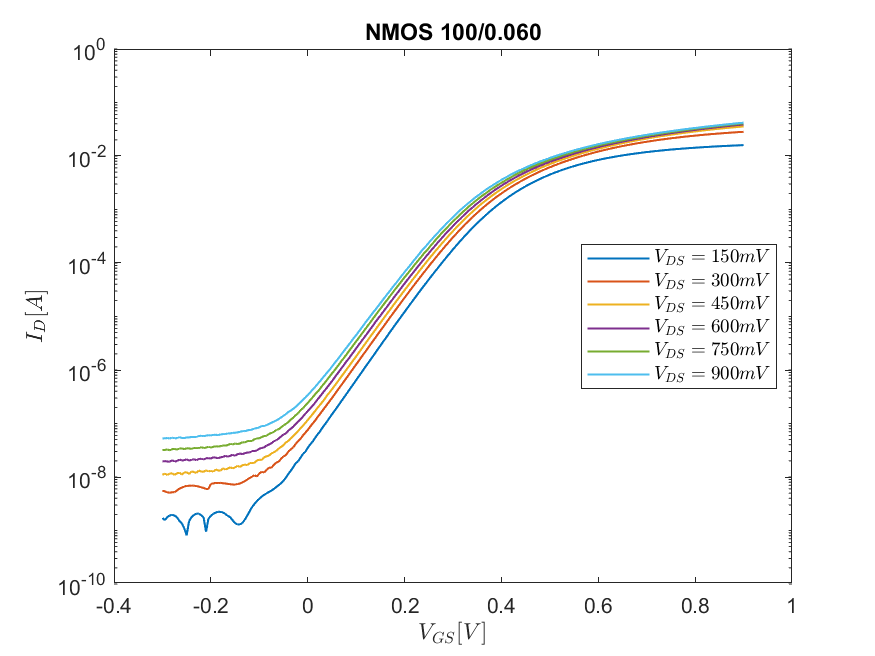 NMOS 100/0.060
10^0
10^-2
10^-4
10^-6
10^-8
10^-10
I_D[A]
V_DS = 150mV
V_DS = 300mV
V_DS = 450mV
V_DS = 600mV
V_DS = 750mV
V_DS = 900mV
-0.4 -0.2 0 0.2 0.4 0.6 0.8 1
V_GS[V]